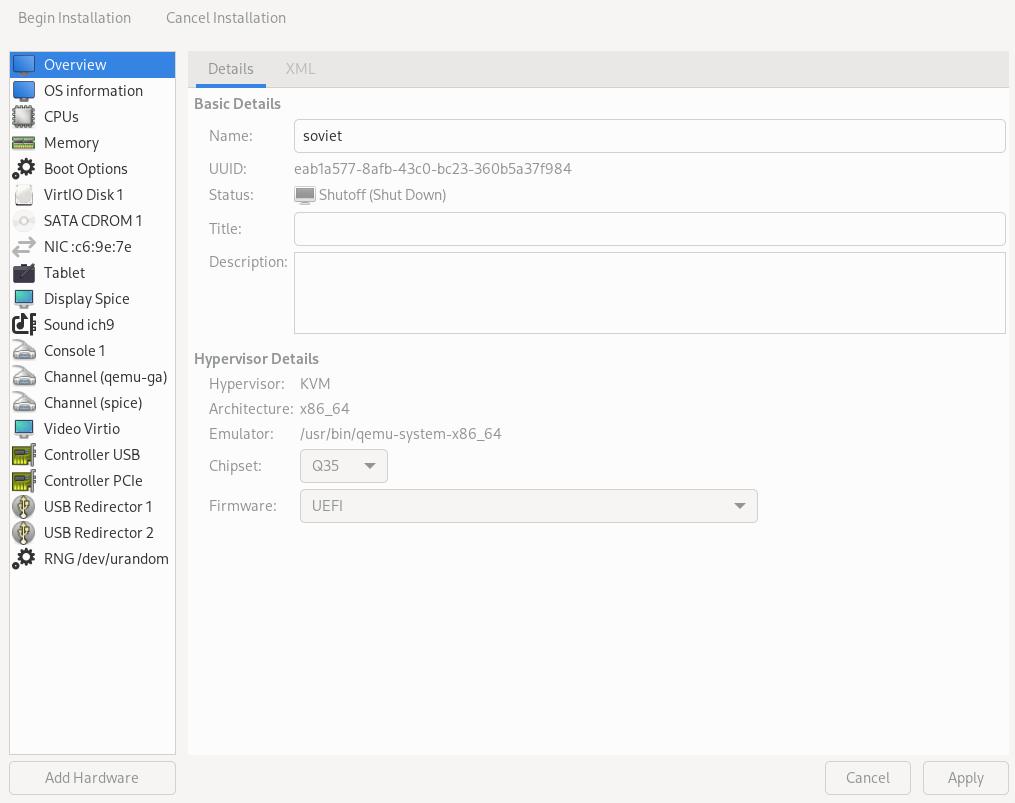 Begin Installation Cancel Installation
Overview
OS information
CPUs
Memory
Boot Options
VirtIO Disk 1
SATA CDROM 1
NIC :c6:9e:7e
Tablet
Display Spice
Sound ich9
Console 1
Channel (qemu-ga)
Channel (spice)
Video Virtio
Controller USB
Controller PCIe
USB Redirector 1
USB Redirector 2
RNG /dev/urandom
Add Hardware
Details XML
Basic Details
Name: soviet
UUID: eab1a577-8afb-43c0-bc23-360b5a37f984
Status: Shutoff (Shut Down)
Title:
Description:
Hypervisor Details
Hypervisor: KVM
Architecture: x86_64
Emulator: /usr/bin/qemu-system-x86_64
Chipset: Q35
Firmware: UEFI
Cancel Apply